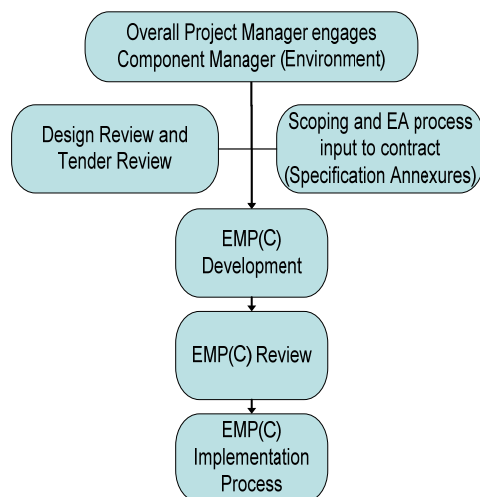 Overall Project Manager engages
Component Manager (Environment)
Design Review and
Tender Review
Scoping and EA process
input to contract
(Specification Annexures)
EMP(C)
Development
EMP(C) Review
EMP(C)
Implementation
Process